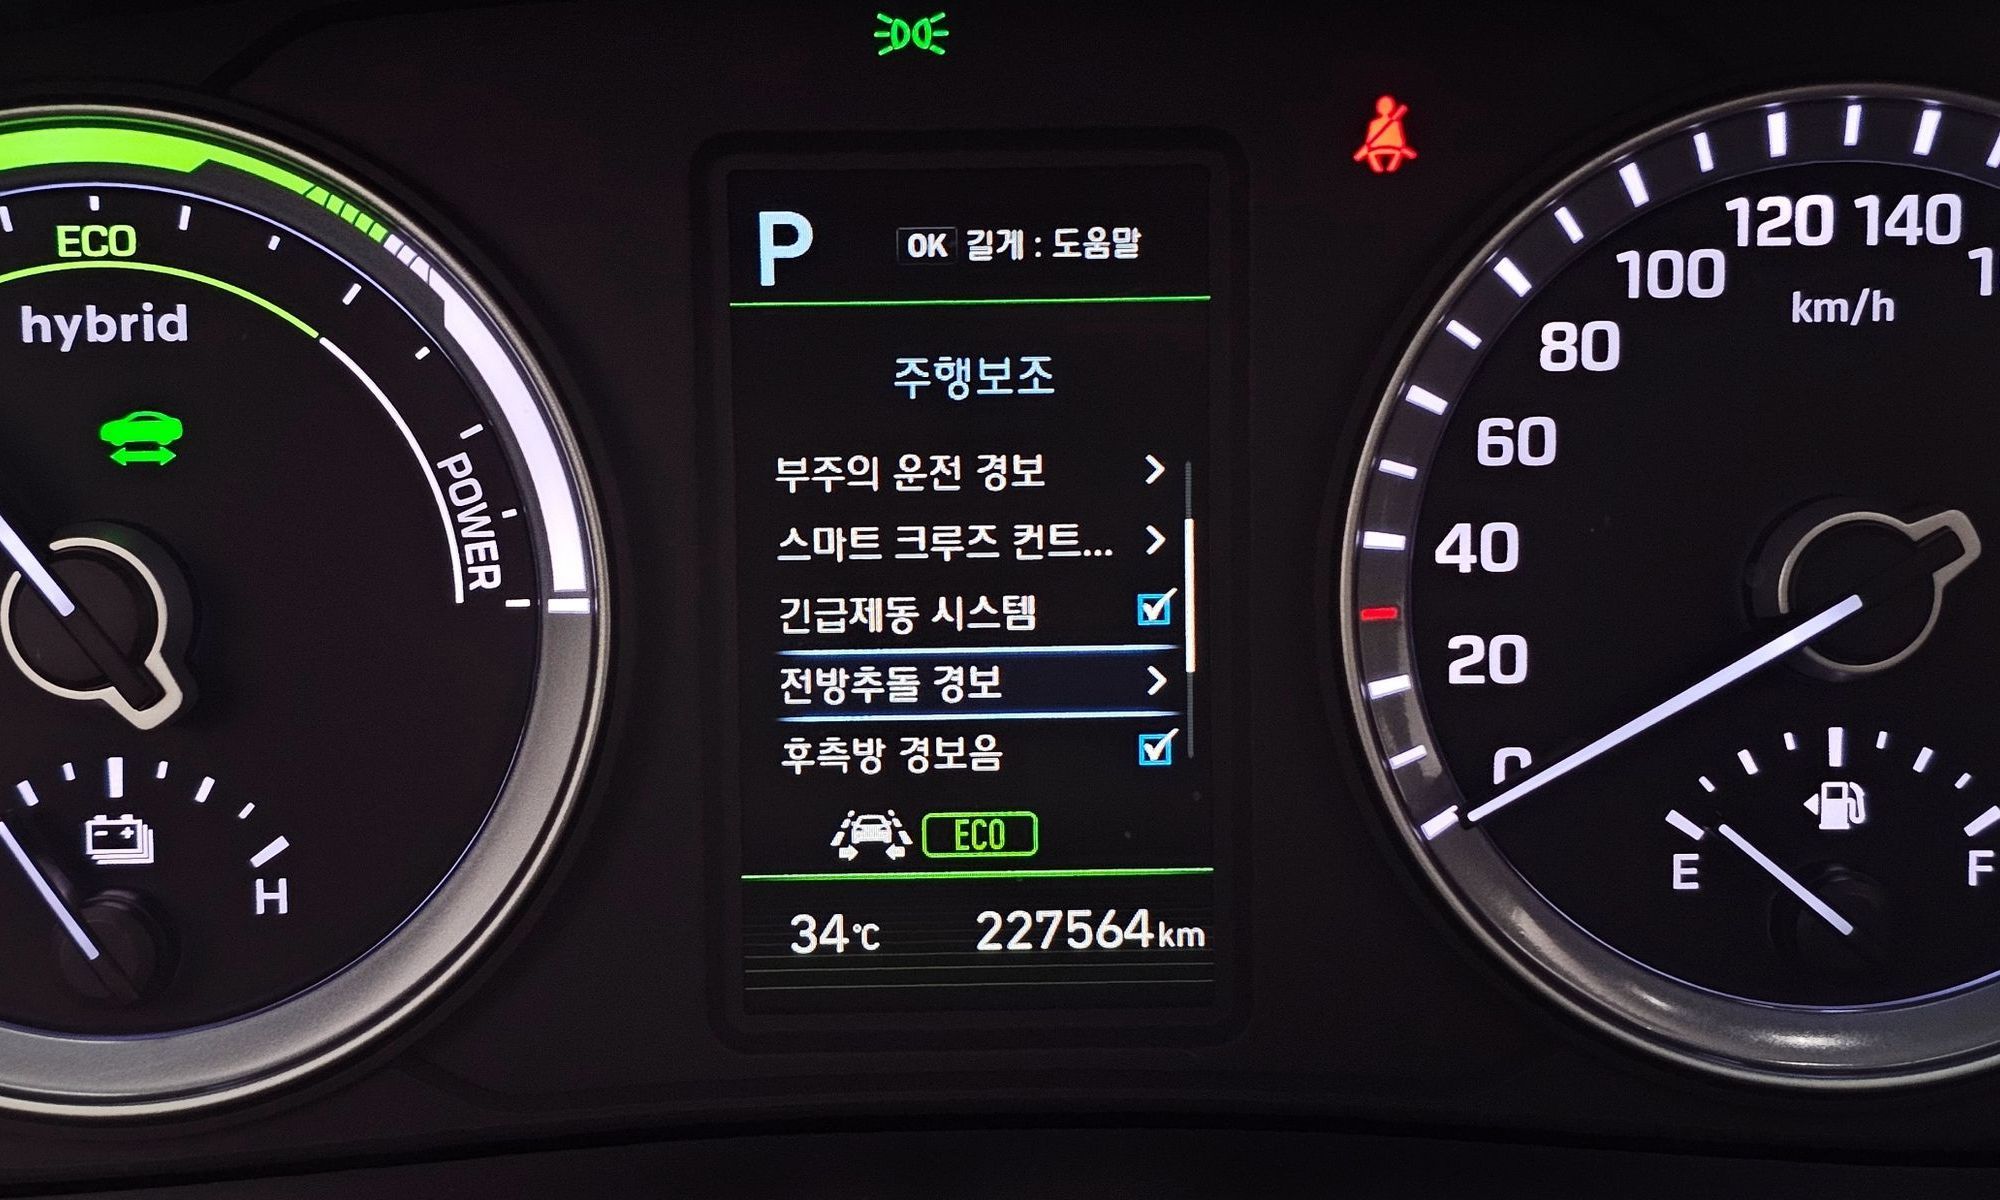 P
OK 길게 : 도움말
주행보조
부주의 운전 경보
스마트 크루즈 컨트...
긴급제동 시스템
전방추돌 경보
후측방 경보음
ECO
34°C 227564km
ECO
hybrid
POWER
H
120 140
100
km/h
80
60
40
20
0
E F